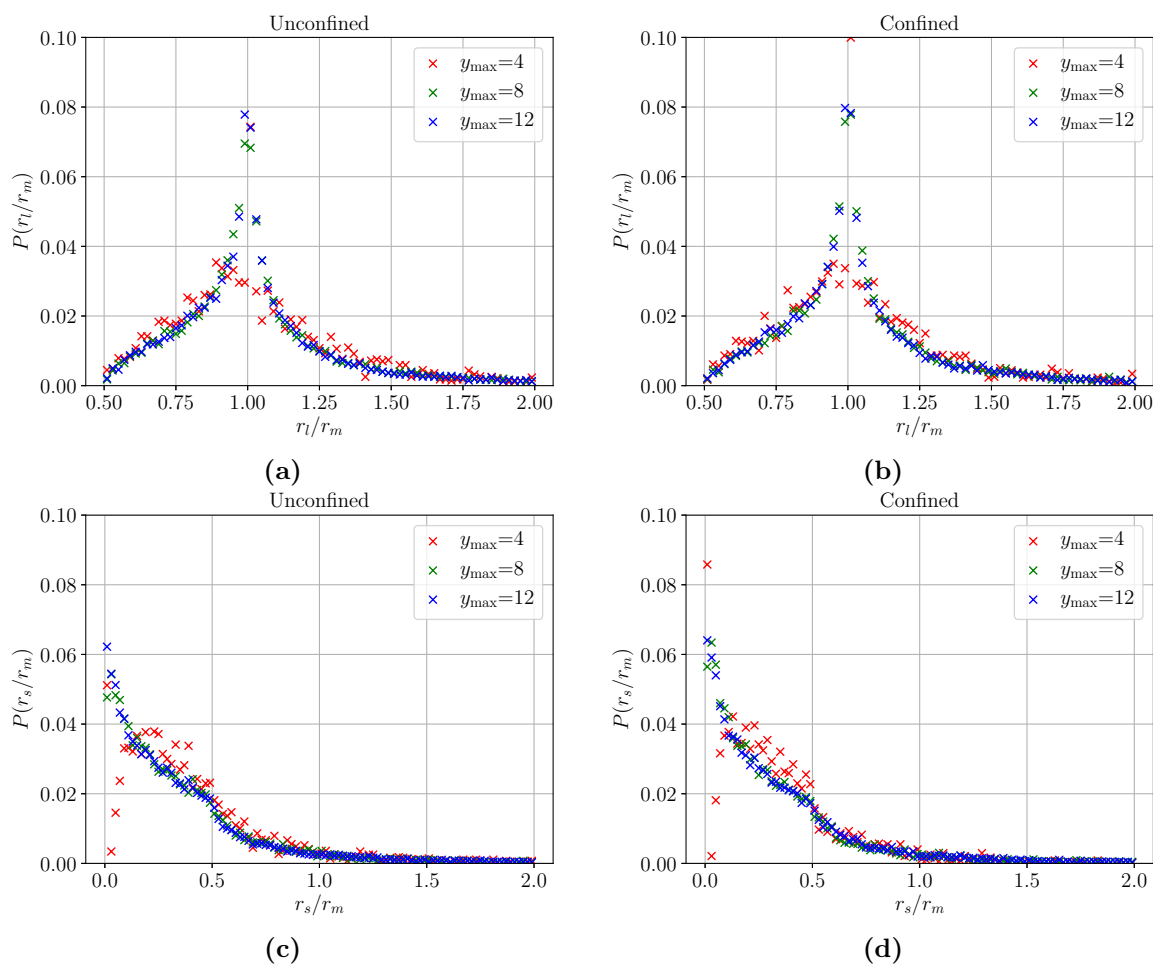 Unconfined
0.10
0.08
0.06
0.04
0.02
0.00
P(r_l/r_m)
y_max=4
y_max=8
y_max=12
0.50 0.75 1.00 1.25 1.50 1.75 2.00
r_l/r_m
(a)
Confined
0.10
0.08
0.06
0.04
0.02
0.00
P(r_l/r_m)
y_max=4
y_max=8
y_max=12
0.50 0.75 1.00 1.25 1.50 1.75 2.00
r_l/r_m
(b)
Unconfined
0.10
0.08
0.06
0.04
0.02
0.00
P(r_s/r_m)
y_max=4
y_max=8
y_max=12
0.0 0.5 1.0 1.5 2.0
r_s/r_m
(c)
Confined
0.10
0.08
0.06
0.04
0.02
0.00
P(r_s/r_m)
y_max=4
y_max=8
y_max=12
0.0 0.5 1.0 1.5 2.0
r_s/r_m
(d)